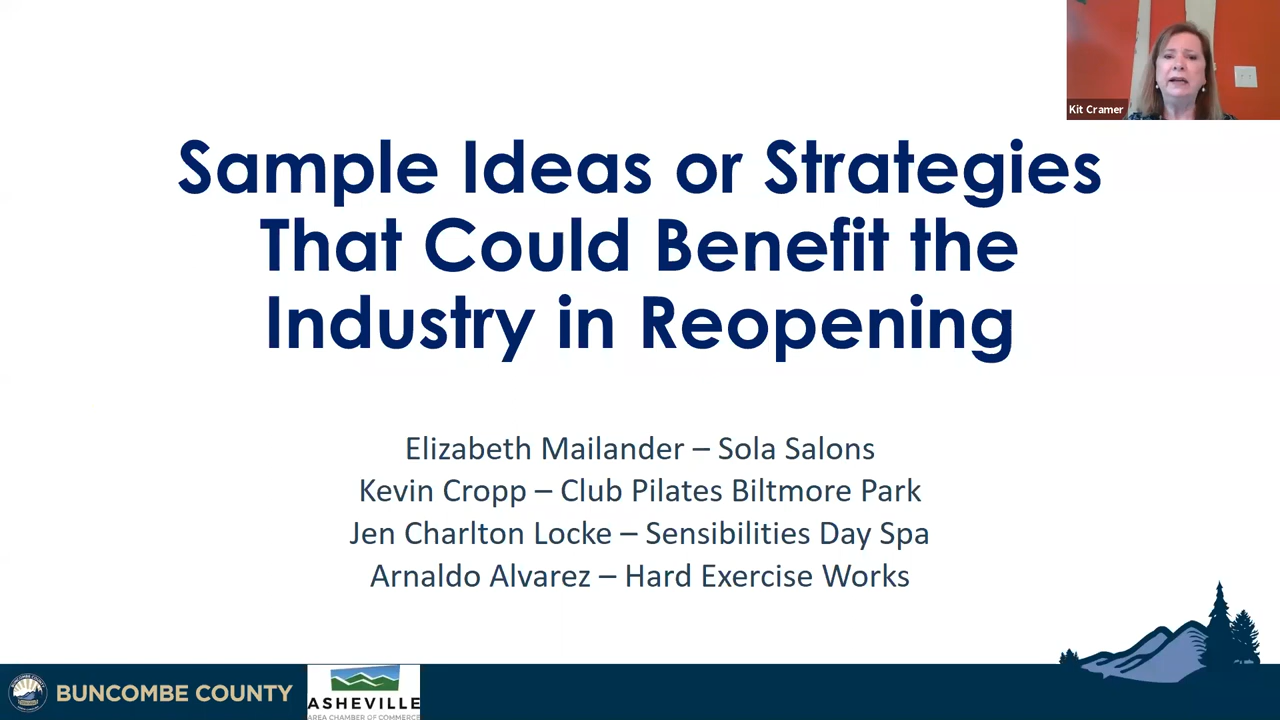 Kit Cramer
Sample Ideas or Strategies
That Could Benefit the
Industry in Reopening
Elizabeth Mailander – Sola Salons
Kevin Cropp – Club Pilates Biltmore Park
Jen Charlton Locke – Sensibilities Day Spa
Arnaldo Alvarez – Hard Exercise Works
BUNCOMBE COUNTY
ASHEVILLE
AREA CHAMBER OF COMMERCE